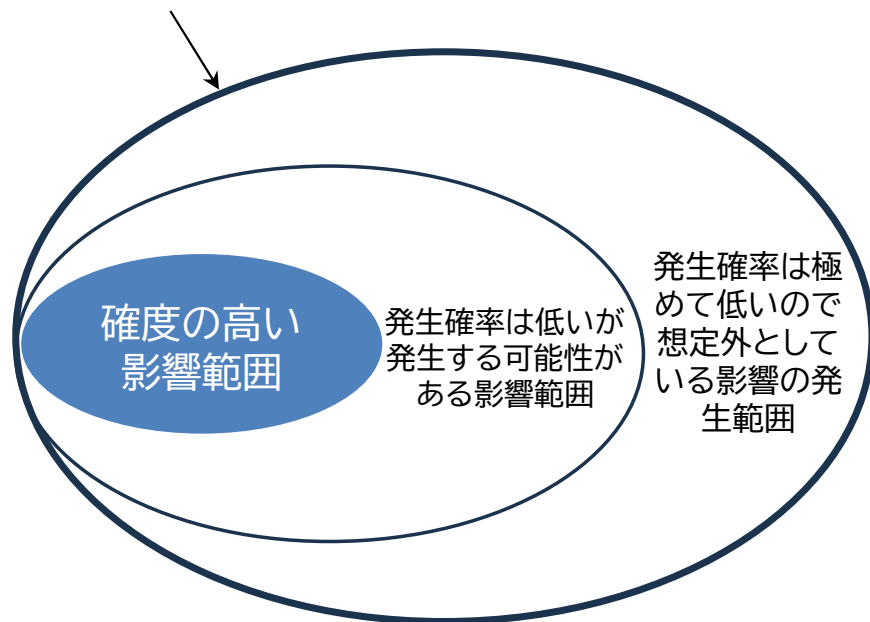 確度の高い
影響範囲
発生確率は低いが
発生する可能性が
ある影響範囲
発生確率は極
めて低いので
想定外として
いる影響の発
生範囲